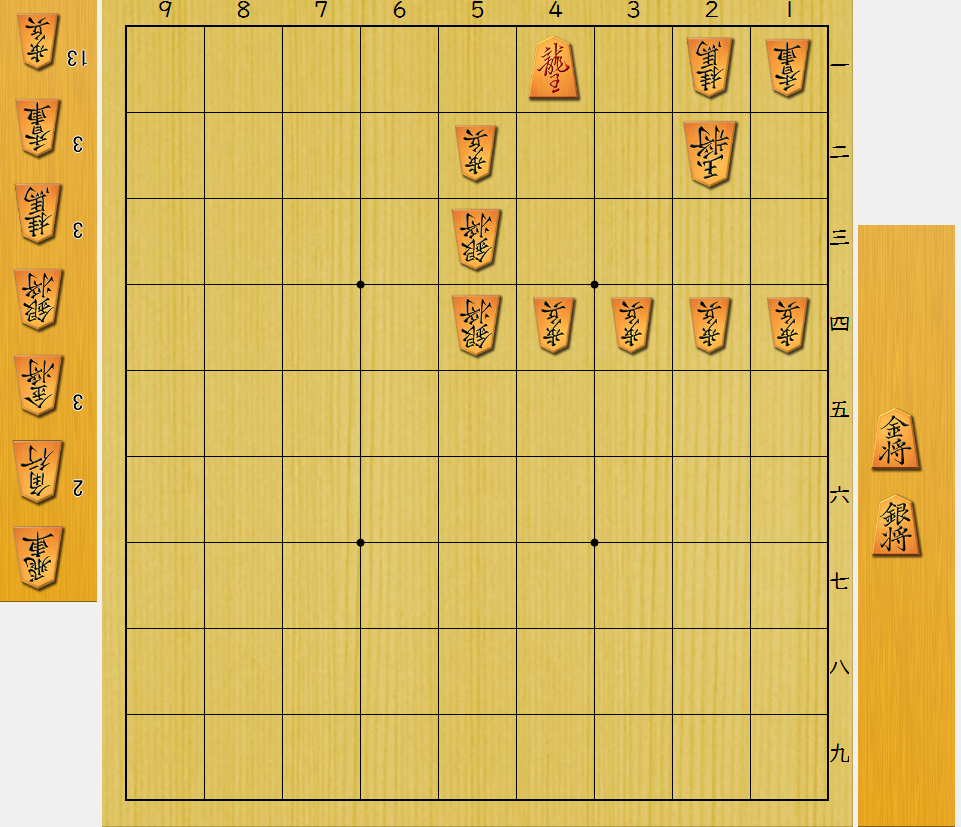 9 8 7 6 5 4 3 2 1
歩兵 13
香車 3
桂馬 3
銀将
金将 3
角行 2
飛車
龍王 桂馬 香車 一
歩兵 玉将 二
銀将 三
銀将 歩兵 歩兵 歩兵 歩兵 四
五
六
七
八
九
金将
銀将